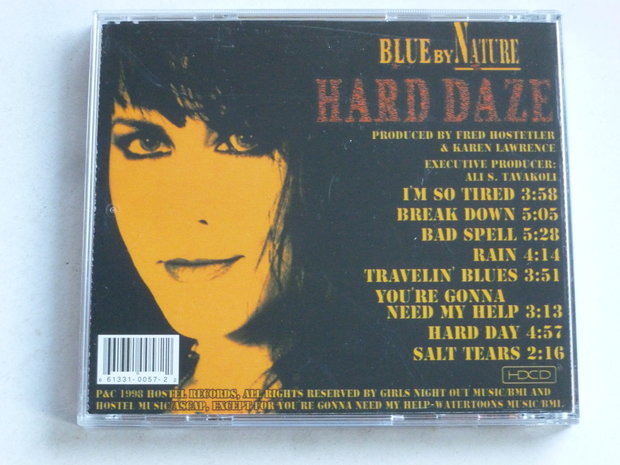 BLUE BY NATURE
HARD DAZE
PRODUCED BY FRED HOSTETLER
& KAREN LAWRENCE
EXECUTIVE PRODUCER:
ALI S. TAVAKOLI
I'M SO TIRED 3:58
BREAK DOWN 5:05
BAD SPELL 5:28
RAIN 4:14
TRAVELIN' BLUES 3:51
YOU'RE GONNA
NEED MY HELP 3:13
HARD DAY 4:57
SALT TEARS 2:16
HDCD
6 61331-0057-2 2
P&C 1998 HOSTEL RECORDS, ALL RIGHTS RESERVED BY GIRLS NIGHT OUT MUSIC/BMI AND
HOSTEL MUSIC/ASCAP, EXCEPT FOR YOU'RE GONNA NEED MY HELP-WATERTOONS MUSIC/BMI.